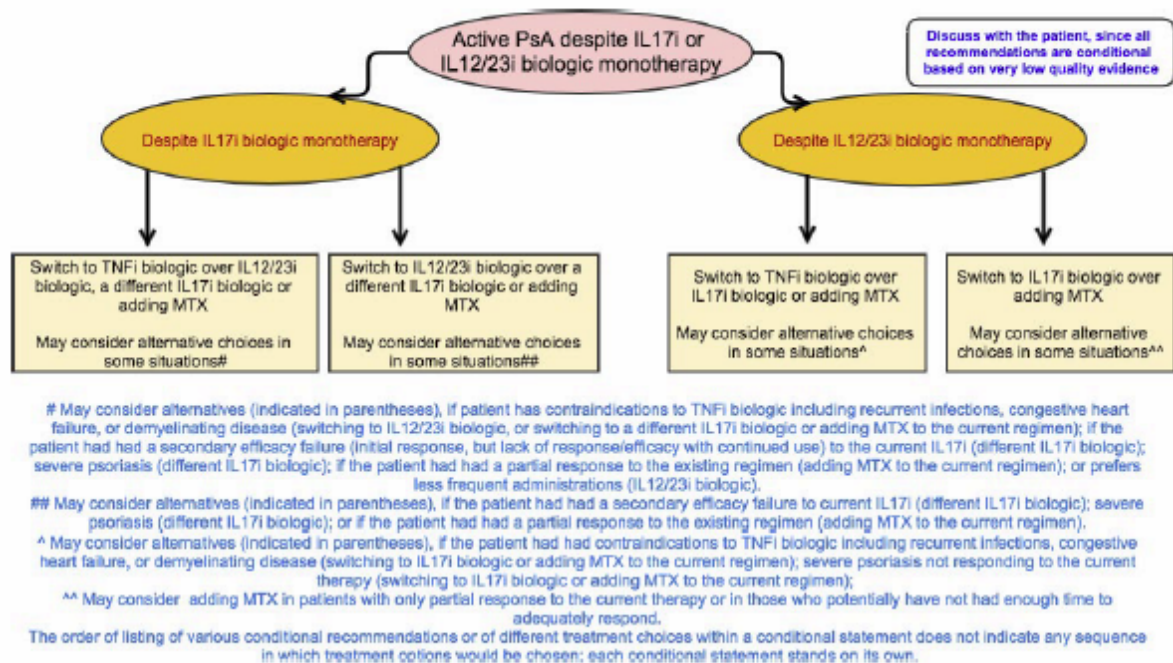 Active PsA despite IL17i or
IL12/23i biologic monotherapy
Discuss with the patient, since all
recommendations are conditional
based on very low quality evidence
Despite IL17i biologic monotherapy
Despite IL12/23i biologic monotherapy
Switch to TNFi biologic over IL12/23i
biologic, a different IL17i biologic or
adding MTX
May consider alternative choices in
some situations#
Switch to IL12/23i biologic over a
different IL17i biologic or adding
MTX
May consider alternative choices
in some situations##
Switch to TNFi biologic over
IL17i biologic or adding MTX
May consider alternative choices
in some situations^
Switch to IL17i biologic over
adding MTX
May consider alternative
choices in some situations^^
# May consider alternatives (indicated in parentheses), if patient has contraindications to TNFi biologic including recurrent infections, congestive heart
failure, or demyelinating disease (switching to IL12/23i biologic, or switching to a different IL17i biologic or adding MTX to the current regimen); if the
patient had had a secondary efficacy failure (initial response, but lack of response/efficacy with continued use) to the current IL17i (different IL17i biologic);
severe psoriasis (different IL17i biologic); if the patient had had a partial response to the existing regimen (adding MTX to the current regimen); or prefers
less frequent administrations (IL12/23i biologic).
## May consider alternatives (indicated in parentheses), if the patient had had a secondary efficacy failure to current IL17i (different IL17i biologic); severe
psoriasis (different IL17i biologic); or if the patient had had a partial response to the existing regimen (adding MTX to the current regimen).
^ May consider alternatives (indicated in parentheses), if the patient had had contraindications to TNFi biologic including recurrent infections, congestive
heart failure, or demyelinating disease (switching to IL17i biologic or adding MTX to the current regimen); severe psoriasis not responding to the current
therapy (switching to IL17i biologic or adding MTX to the current regimen);
^^ May consider adding MTX in patients with only partial response to the current therapy or in those who potentially have not had enough time to
adequately respond.
The order of listing of various conditional recommendations or of different treatment choices within a conditional statement does not indicate any sequence
in which treatment options would be chosen; each conditional statement stands on its own.